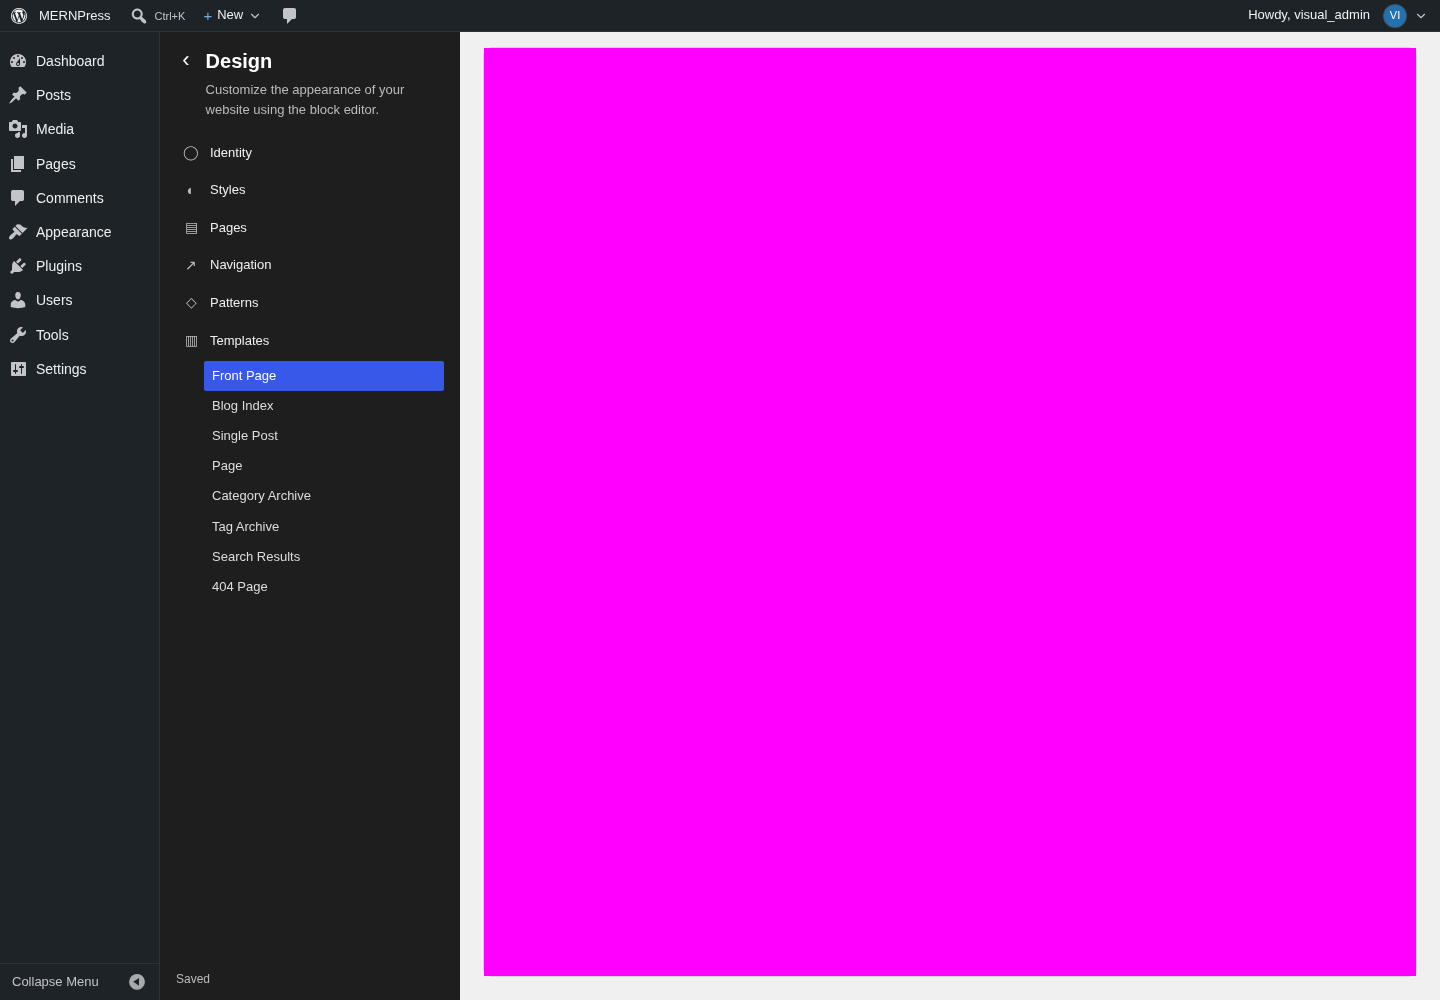 MERNPress
Ctrl+K
+ New
Howdy, visual_admin
VI
Dashboard
Posts
Media
Pages
Comments
Appearance
Plugins
Users
Tools
Settings
Collapse Menu
Design
Customize the appearance of your
website using the block editor.
Identity
Styles
Pages
Navigation
Patterns
Templates
Front Page
Blog Index
Single Post
Page
Category Archive
Tag Archive
Search Results
404 Page
Saved